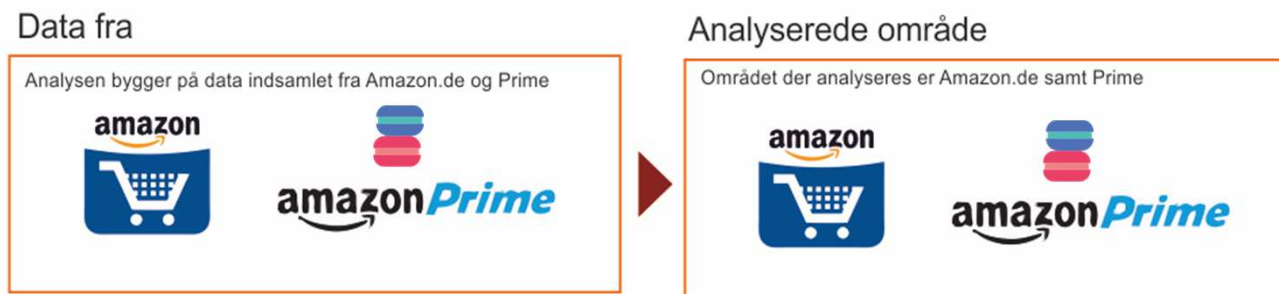 Data fra
Analysen bygger på data indsamlet fra Amazon.de og Prime
amazon
amazonPrime
Analyserede område
Området der analyseres er Amazon.de samt Prime
amazon
amazonPrime